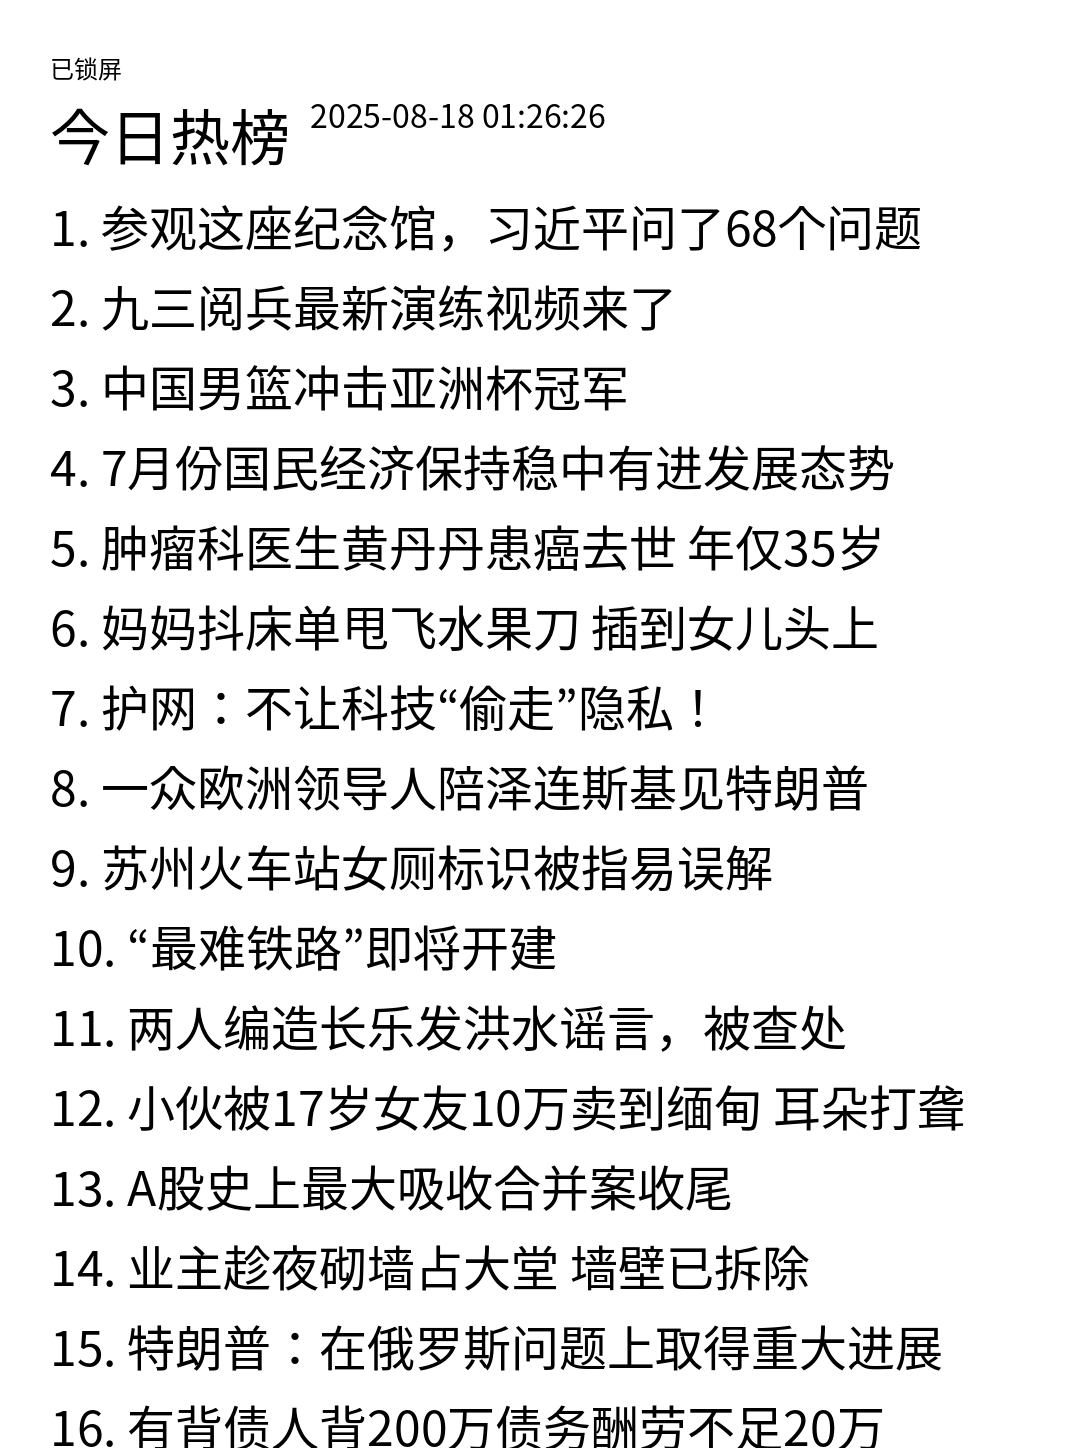 已锁屏
今日热榜 2025-08-18 01:26:26
1. 参观这座纪念馆，习近平问了68个问题
2. 九三阅兵最新演练视频来了
3. 中国男篮冲击亚洲杯冠军
4. 7月份国民经济保持稳中有进发展态势
5. 肿瘤科医生黄丹丹患癌去世 年仅35岁
6. 妈妈抖床单甩飞水果刀 插到女儿头上
7. 护网：不让科技“偷走”隐私！
8. 一众欧洲领导人陪泽连斯基见特朗普
9. 苏州火车站女厕标识被指易误解
10. “最难铁路”即将开建
11. 两人编造长乐发洪水谣言，被查处
12. 小伙被17岁女友10万卖到缅甸 耳朵打聋
13. A股史上最大吸收合并案收尾
14. 业主趁夜砌墙占大堂 墙壁已拆除
15. 特朗普：在俄罗斯问题上取得重大进展
16. 有背债人背200万债务酬劳不足20万